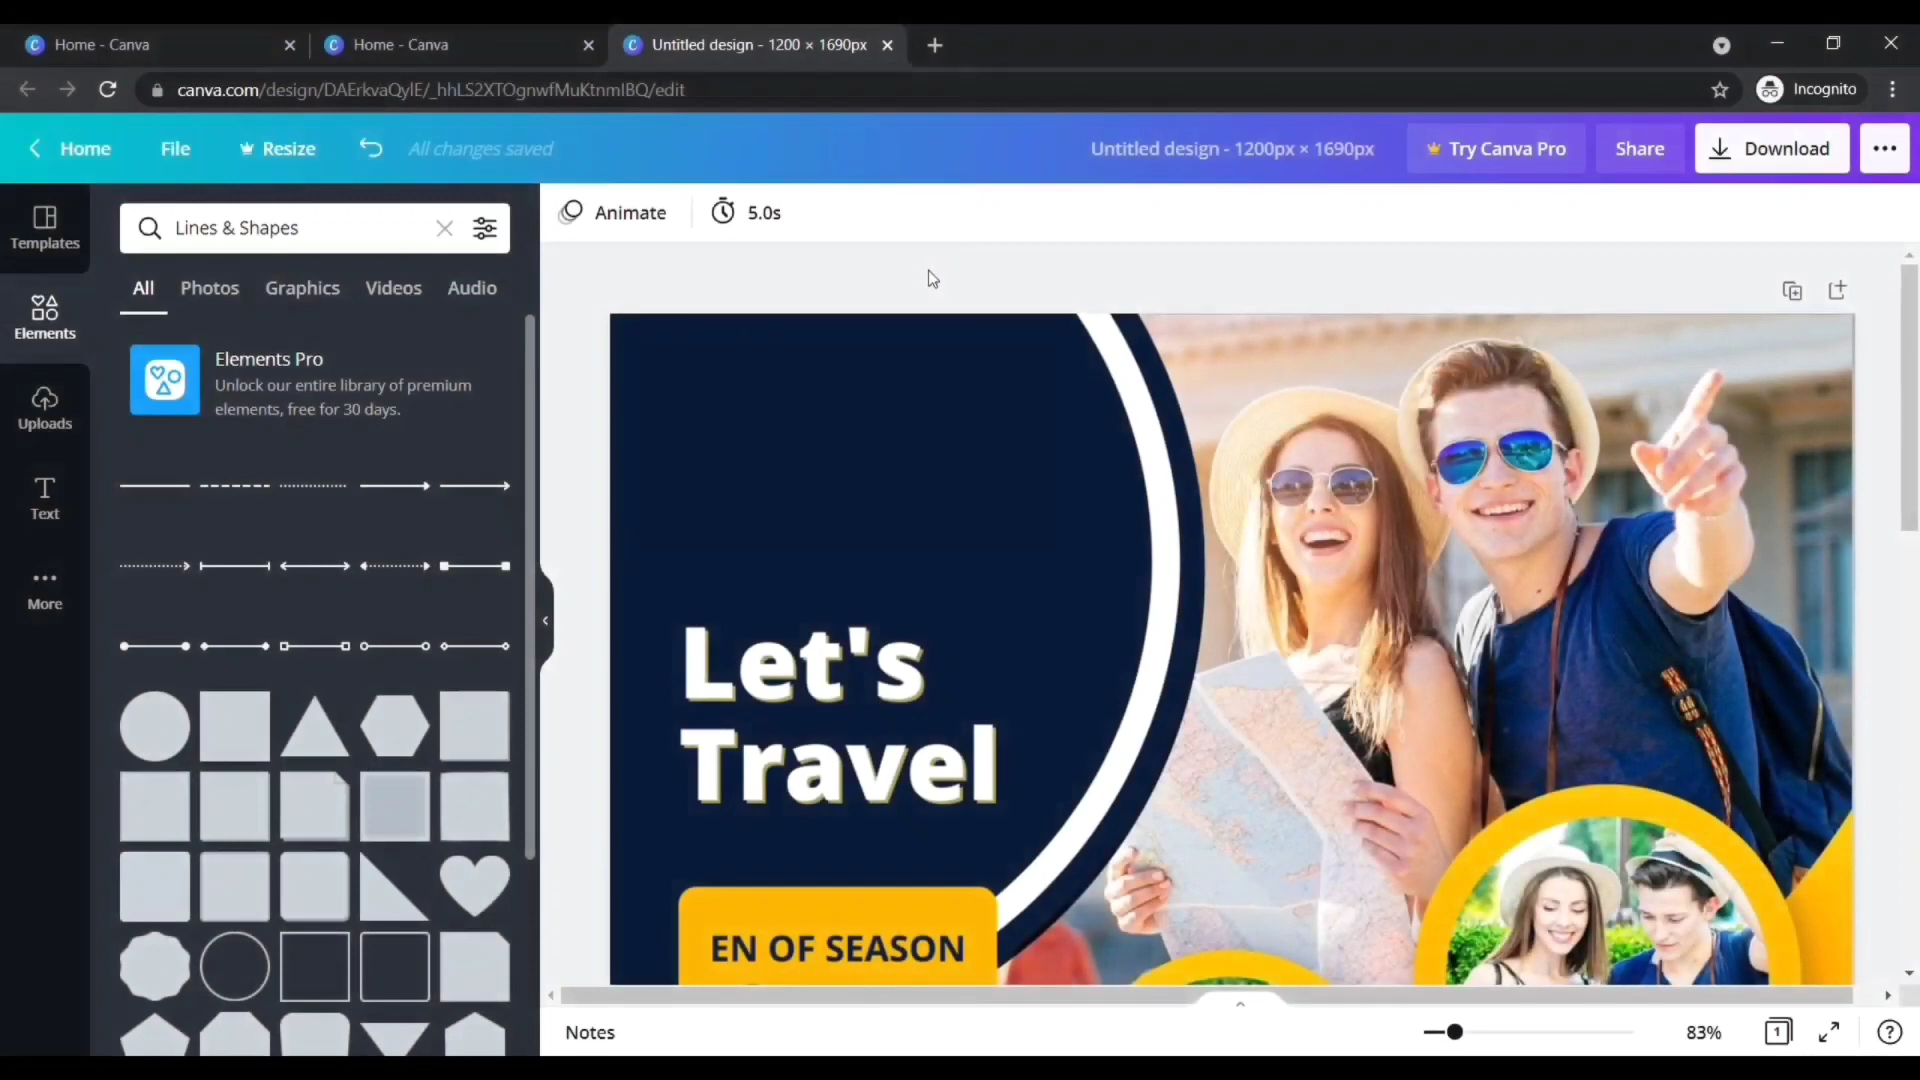 Home - Canva
Home - Canva
Untitled design - 1200 × 1690px
canva.com/design/DAErkvaQylE/_hhLS2XTOgnwfMuKtnmlBQ/edit
Incognito
Home
File
Resize
All changes saved
Untitled design - 1200px × 1690px
Try Canva Pro
Share
Download
Templates
Elements
Uploads
Text
More
Lines & Shapes
All
Photos
Graphics
Videos
Audio
Elements Pro
Unlock our entire library of premium
elements, free for 30 days.
Animate
5.0s
Let's
Travel
EN OF SEASON
Notes
83%
1